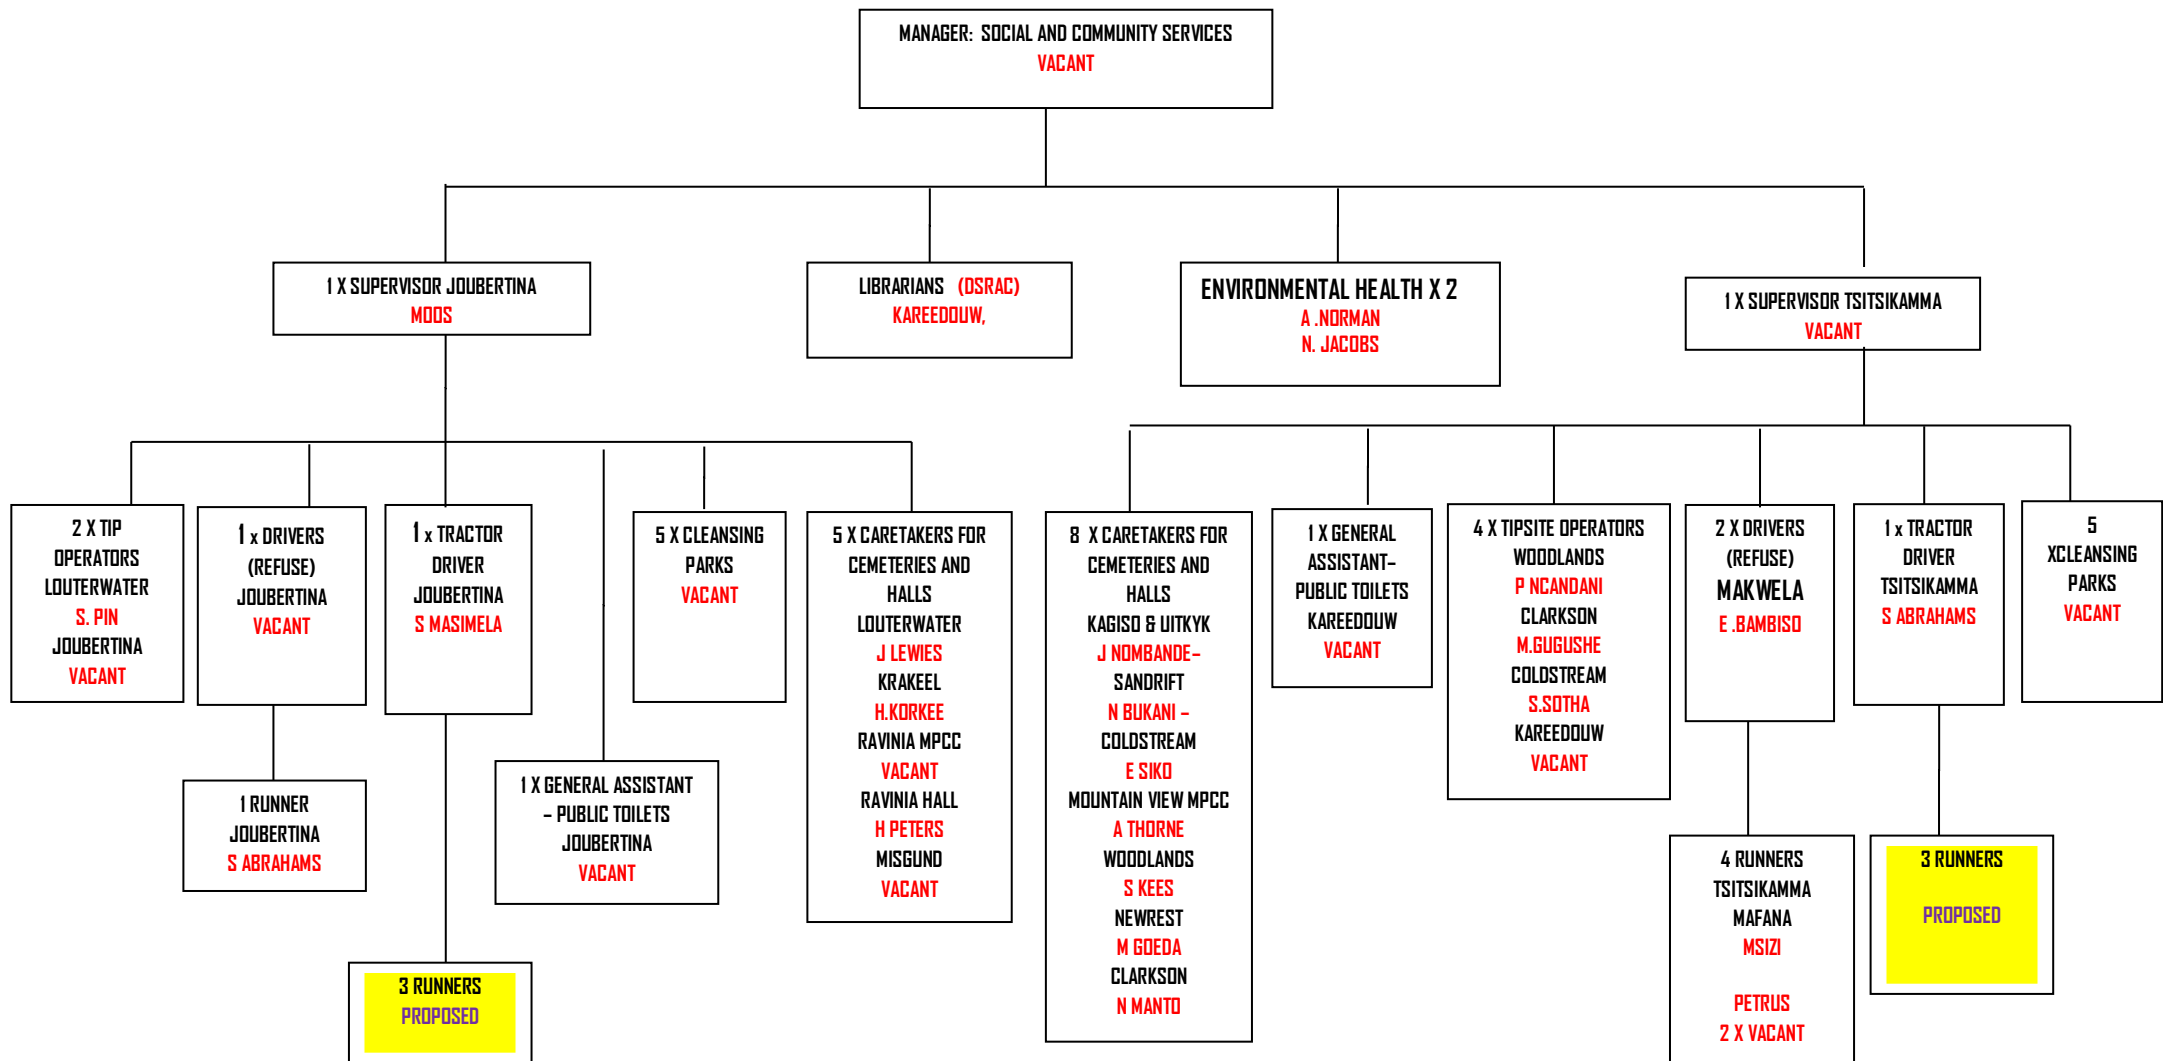 MANAGER: SOCIAL AND COMMUNITY SERVICES
VACANT
1 X SUPERVISOR JOUBERTINA
MOOS
LIBRARIANS (DSRAC)
KAREEDOUW,
ENVIRONMENTAL HEALTH X 2
A .NORMAN
N. JACOBS
1 X SUPERVISOR TSITSIKAMMA
VACANT
2 X TIP
OPERATORS
LOUTERWATER
S. PIN
JOUBERTINA
VACANT
1 x DRIVERS
(REFUSE)
JOUBERTINA
VACANT
1 x TRACTOR
DRIVER
JOUBERTINA
S MASIMELA
5 X CLEANSING
PARKS
VACANT
5 X CARETAKERS FOR
CEMETERIES AND
HALLS
LOUTERWATER
J LEWIES
KRAKEEL
H.KORKEE
RAVINIA MPCC
VACANT
RAVINIA HALL
H PETERS
MISGUND
VACANT
8 X CARETAKERS FOR
CEMETERIES AND
HALLS
KAGISO & UITKYK
J NOMBANDE–
SANDRIFT
N BUKANI –
COLDSTREAM
E SIKO
MOUNTAIN VIEW MPCC
A THORNE
WOODLANDS
S KEES
NEWREST
M GOEDA
CLARKSON
N MANTO
1 X GENERAL
ASSISTANT–
PUBLIC TOILETS
KAREEDOUW
VACANT
4 X TIPSITE OPERATORS
WOODLANDS
P NCANDANI
CLARKSON
M.GUGUSHE
COLDSTREAM
S.SOTHA
KAREEDOUW
VACANT
2 X DRIVERS
(REFUSE)
MAKWELA
E .BAMBISO
1 x TRACTOR
DRIVER
TSITSIKAMMA
S ABRAHAMS
5
XCLEANSING
PARKS
VACANT
1 RUNNER
JOUBERTINA
S ABRAHAMS
1 X GENERAL ASSISTANT
– PUBLIC TOILETS
JOUBERTINA
VACANT
4 RUNNERS
TSITSIKAMMA
MAFANA
MSIZI
PETRUS
2 X VACANT
3 RUNNERS
PROPOSED
3 RUNNERS
PROPOSED